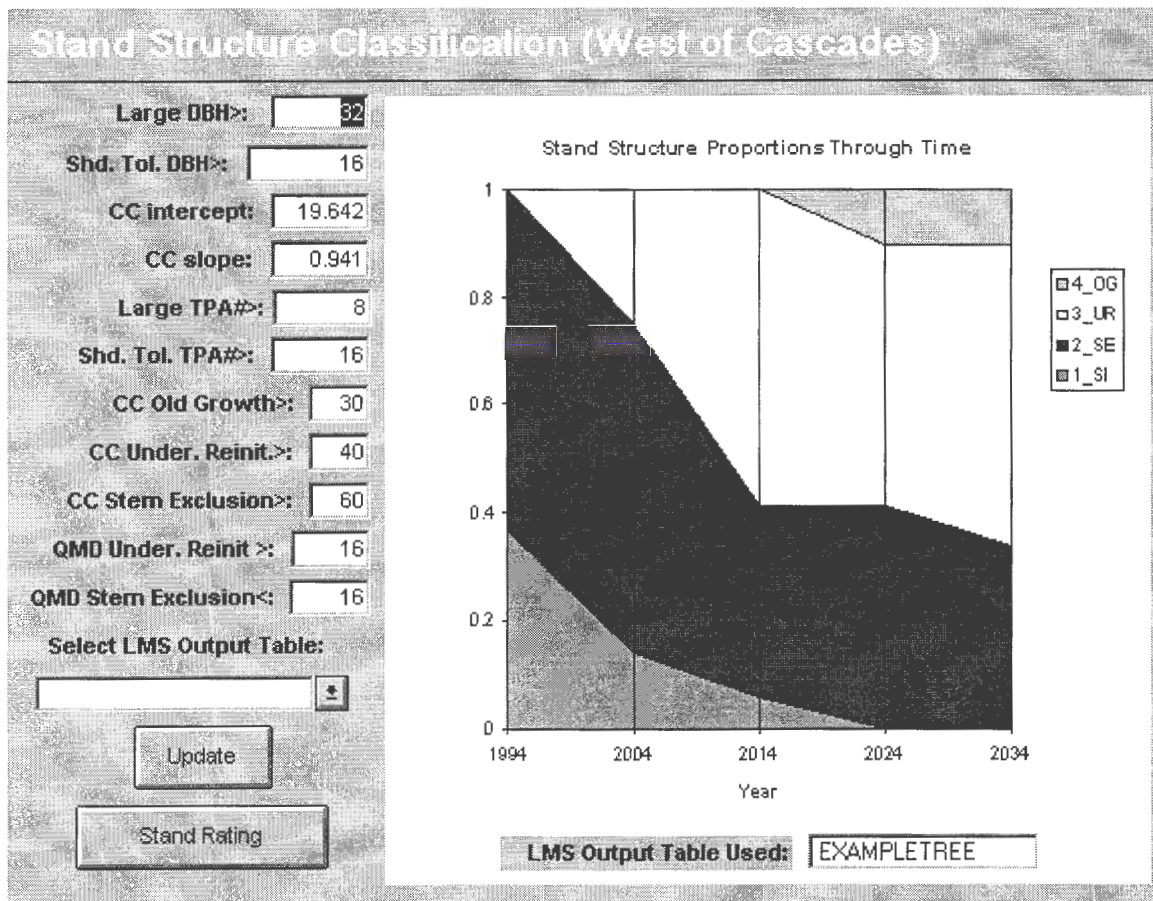 Stand Structure Classification (West of Cascades)
Large DBH>: 32
Shd. Tol. DBH>: 16
CC intercept: 19.642
CC slope: 0.941
Large TPA#>: 8
Shd. Tol. TPA#>: 16
CC Old Growth>: 30
CC Under. Reinit.>: 40
CC Stem Exclusion>: 60
QMD Under. Reinit >: 16
QMD Stem Exclusion<: 16
Select LMS Output Table:
Update
Stand Rating
Stand Structure Proportions Through Time
1
0.8
0.6
0.4
0.2
0
1994 2004 2014 2024 2034
Year
4_OG
3_UR
2_SE
1_SI
LMS Output Table Used: EXAMPLETREE